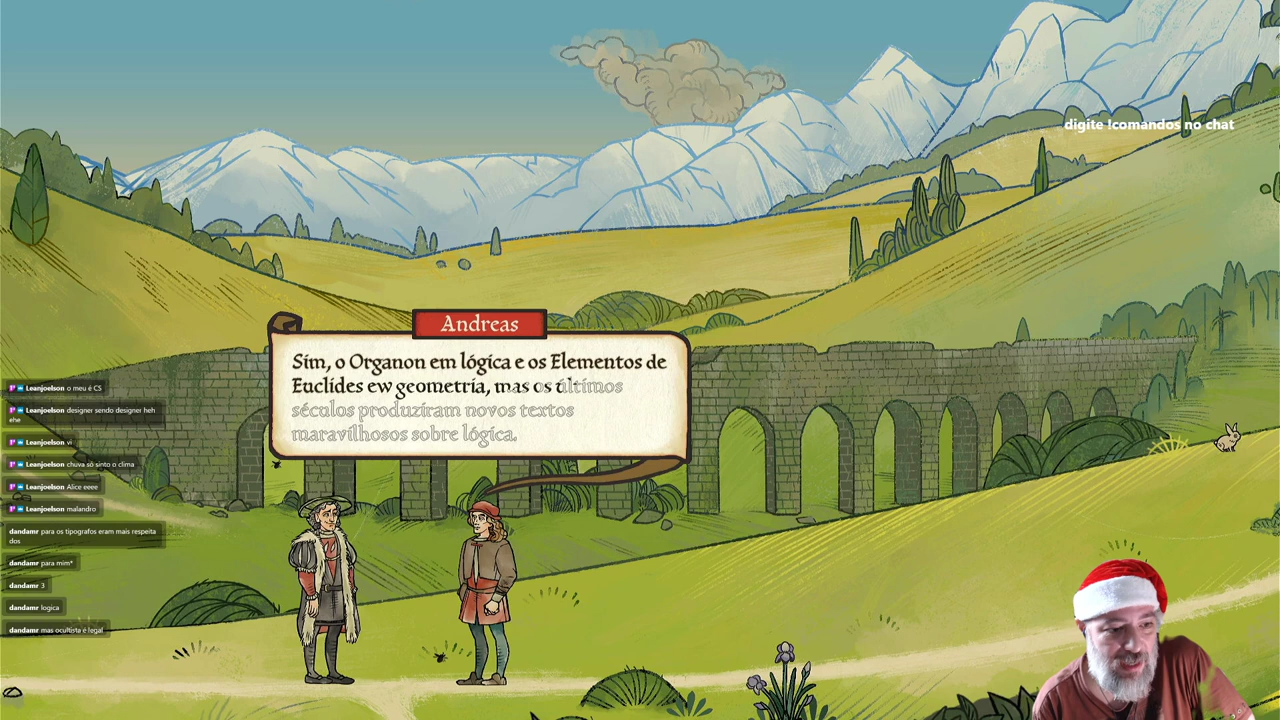 digite !comandos no chat
Andreas
Sim, o Organon em lógica e os Elementos de
Euclides ew geometria, mas os últimos
séculos produziram novos textos
maravilhosos sobre lógica.
Leanjoelson o meu é C5
Leanjoelson designer sendo designer heh
ehe
Leanjoelson vi
Leanjoelson chuva só sinto o clima
Leanjoelson Alice eeee
Leanjoelson malandro
dandamr para os tipografos eram mais respeita
dos
dandamr para mim*
dandamr 3
dandamr logica
dandamr mas ocultista é legal